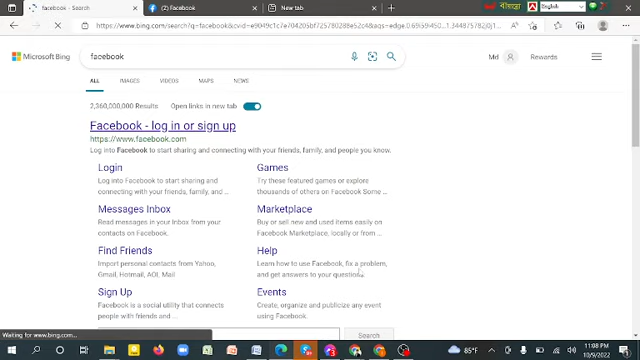 facebook - Search
Facebook
New tab
English
https://www.bing.com/search?q=facebook&cvid=e9049c1c7e704205bf725908e52c4&aqs=edge.
Microsoft Bing
facebook
Md
Rewards
ALL
IMAGES
VIDEOS
MAPS
NEWS
2,360,000,000 Results
Open links in new tab
Facebook - log in or sign up
https://www.facebook.com
Log into Facebook to start sharing and connecting with your friends, family, and people you know.
Login
Log into Facebook to start sharing and
connecting with your friends, family, and ...
Games
Try these featured games or explore
thousands of others on Facebook Some ...
Messages Inbox
Read messages in your Inbox from your
contacts on Facebook.
Marketplace
Buy or sell new and used items easily on
Facebook Marketplace, locally or from ...
Find Friends
Import personal contacts from Yahoo,
Gmail, Hotmail, AOL Mail
Help
Learn how to use Facebook, fix a problem,
and get answers to your questions.
Sign Up
Facebook is a social utility that connects
people with friends and ...
Events
Create, organize and publicize any event
using Facebook.
Search
Waiting for www.bing.com...
85°F
11:08 PM
10/9/2022